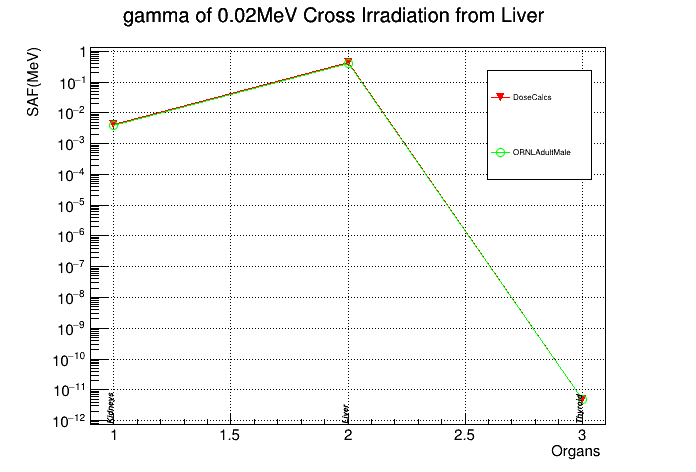 gamma of 0.02MeV Cross Irradiation from Liver
SAF(MeV)
1
10⁻¹
10⁻²
10⁻³
10⁻⁴
10⁻⁵
10⁻⁶
10⁻⁷
10⁻⁸
10⁻⁹
10⁻¹⁰
10⁻¹¹
10⁻¹²
DoseCalcs
ORNLAdultMale
Kidneys
Liver
Thyroid
1 1.5 2 2.5 3
Organs